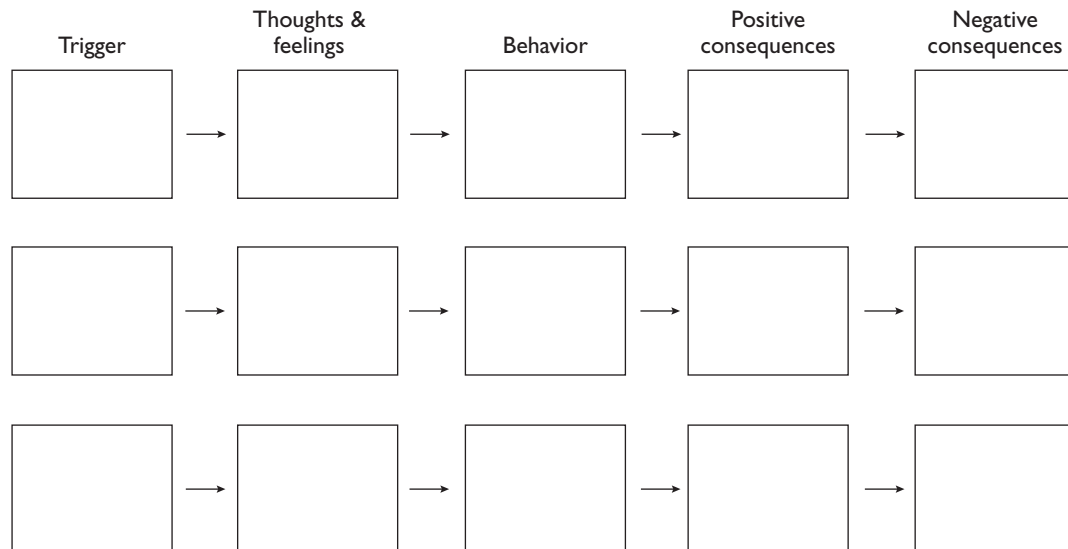 Trigger
Thoughts &
feelings
Behavior
Positive
consequences
Negative
consequences